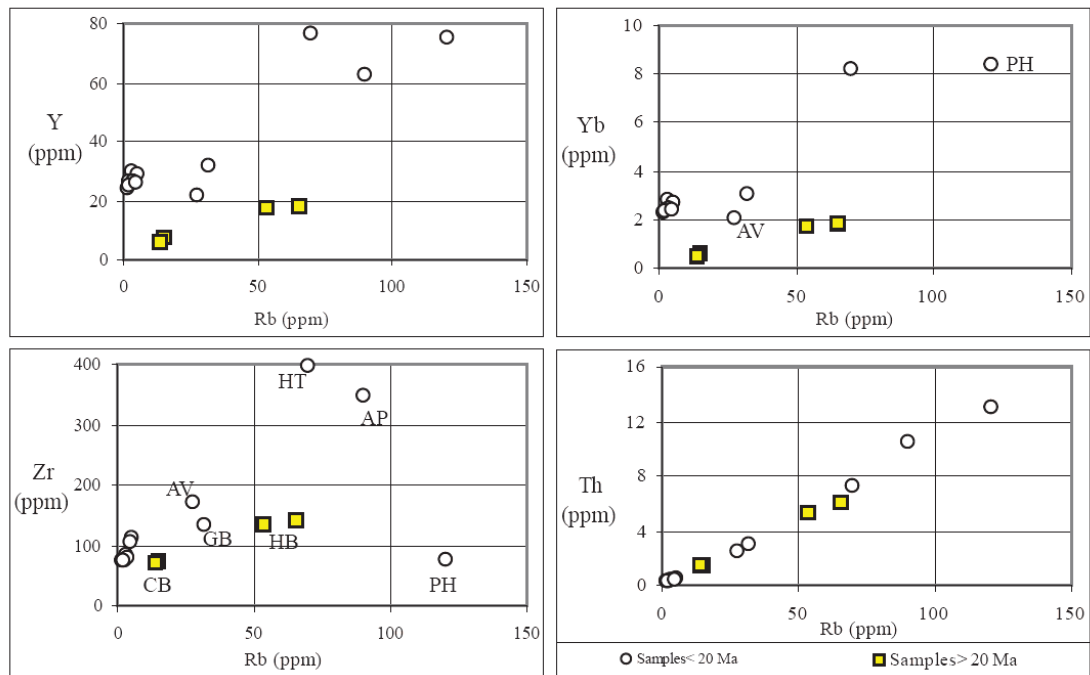 80
60
40
20
0
Y
(ppm)
0 50 100 150
Rb (ppm)
10
8
6
4
2
0
Yb
(ppm)
PH
AV
0 50 100 150
Rb (ppm)
400
300
200
100
0
Zr
(ppm)
HT
AP
AV
GB
HB
CB
PH
0 50 100 150
Rb (ppm)
16
12
8
4
0
Th
(ppm)
0 50 100 150
Rb (ppm)
Samples< 20 Ma Samples> 20 Ma